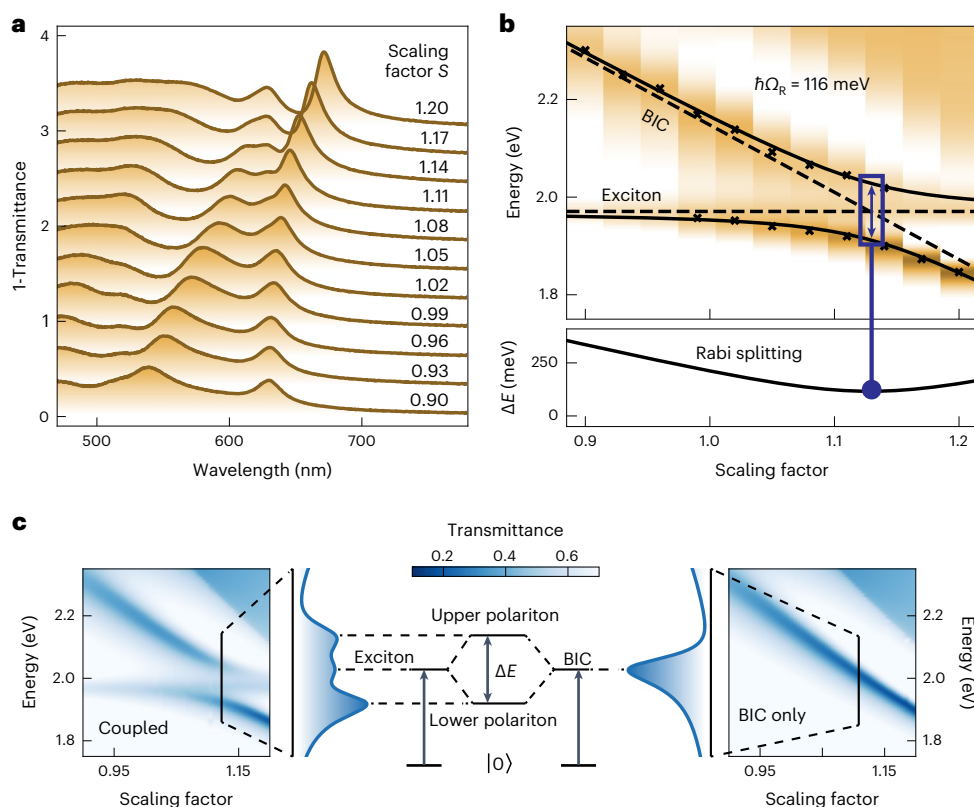 a
4
3
2
1
0
1-Transmittance
Scaling
factor S
1.20
1.17
1.14
1.11
1.08
1.05
1.02
0.99
0.96
0.93
0.90
500
600
700
Wavelength (nm)
b
2.2
2.0
1.8
Energy (eV)
ħΩR = 116 meV
BIC
Exciton
250
0
ΔE (meV)
Rabi splitting
0.9
1.0
1.1
1.2
Scaling factor
c
Transmittance
0.2
0.4
0.6
2.2
2.0
1.8
Energy (eV)
Coupled
0.95
1.15
Scaling factor
Upper polariton
Exciton
ΔE
BIC
Lower polariton
|0⟩
BIC only
2.2
2.0
1.8
Energy (eV)
0.95
1.15
Scaling factor